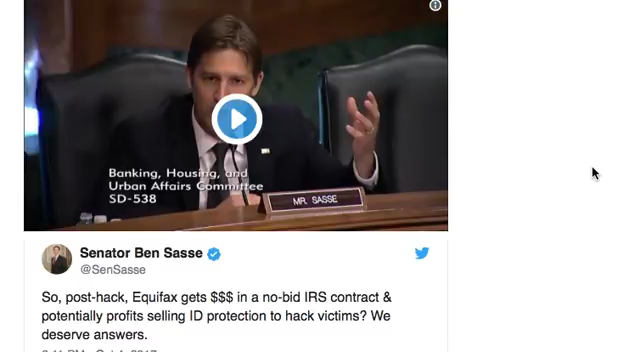 Banking, Housing, and
Urban Affairs Committee
SD-538
MR. SASSE
Senator Ben Sasse
@SenSasse
So, post-hack, Equifax gets $$$ in a no-bid IRS contract &
potentially profits selling ID protection to hack victims? We
deserve answers.